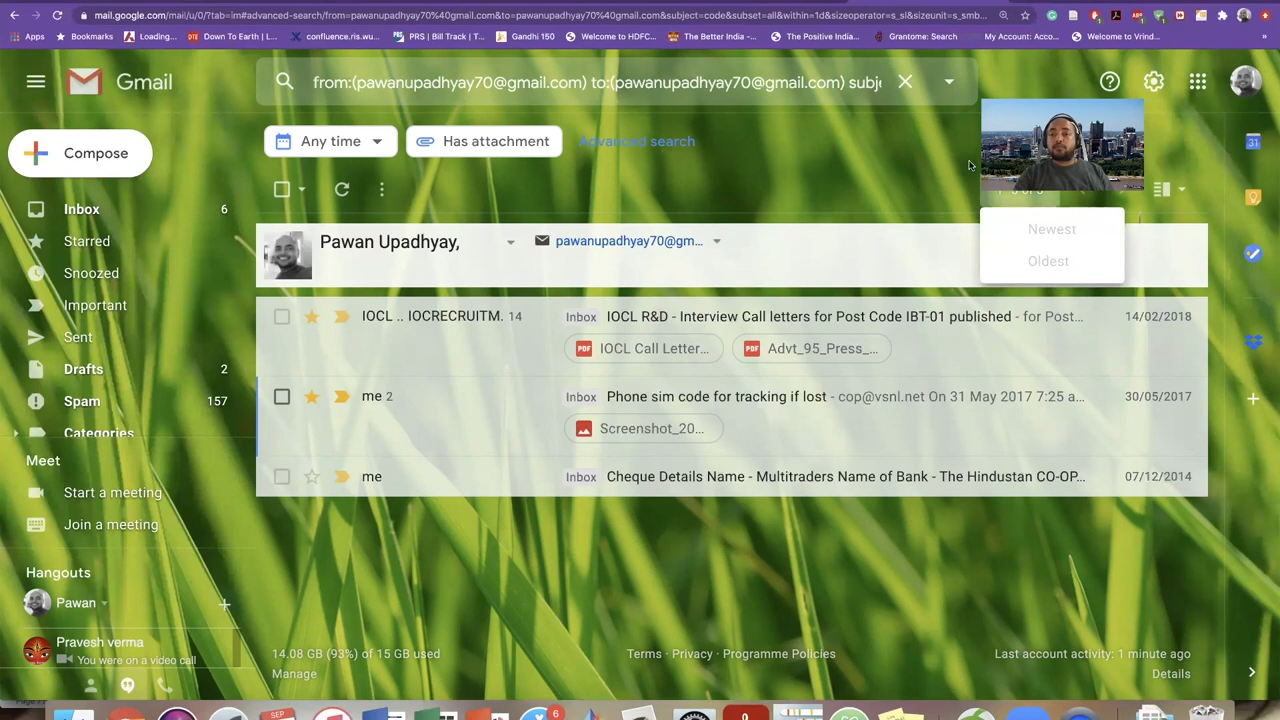 mail.google.com/mail/u/0/?tab=im#advanced-search/from=pawanupadhyay70%40gmail.com&to=pawanupadhyay70%40gmail.com&subject=code&subset=all&within=1d&sizeoperator=s_sl&sizeunit=s_smb...
Apps Bookmarks Loading... Down To Earth | L... confluence.ris.wu... PRS | Bill Track | T... Gandhi 150 Welcome to HDFC... The Better India -... The Positive India... Grantome: Search My Account: Acco... Welcome to Vrind...
Gmail
from:(pawanupadhyay70@gmail.com) to:(pawanupadhyay70@gmail.com) subje
Any time Has attachment Advanced search
Compose
Inbox 6
Starred
Snoozed
Important
Sent
Drafts 2
Spam 157
Categories
Meet
Start a meeting
Join a meeting
Hangouts
Pawan
Pravesh verma
You were on a video call
Pawan Upadhyay, pawanupadhyay70@gm...
Newest
Oldest
IOCL .. IOCRECRUITM. 14 Inbox IOCL R&D - Interview Call letters for Post Code IBT-01 published - for Post... 14/02/2018
PDF IOCL Call Letter... PDF Advt_95_Press_...
me 2 Inbox Phone sim code for tracking if lost - cop@vsnl.net On 31 May 2017 7:25 a... 30/05/2017
Screenshot_20...
me Inbox Cheque Details Name - Multitraders Name of Bank - The Hindustan CO-OP... 07/12/2014
14.08 GB (93%) of 15 GB used
Manage
Terms · Privacy · Programme Policies
Last account activity: 1 minute ago
Details
31
SEP
6